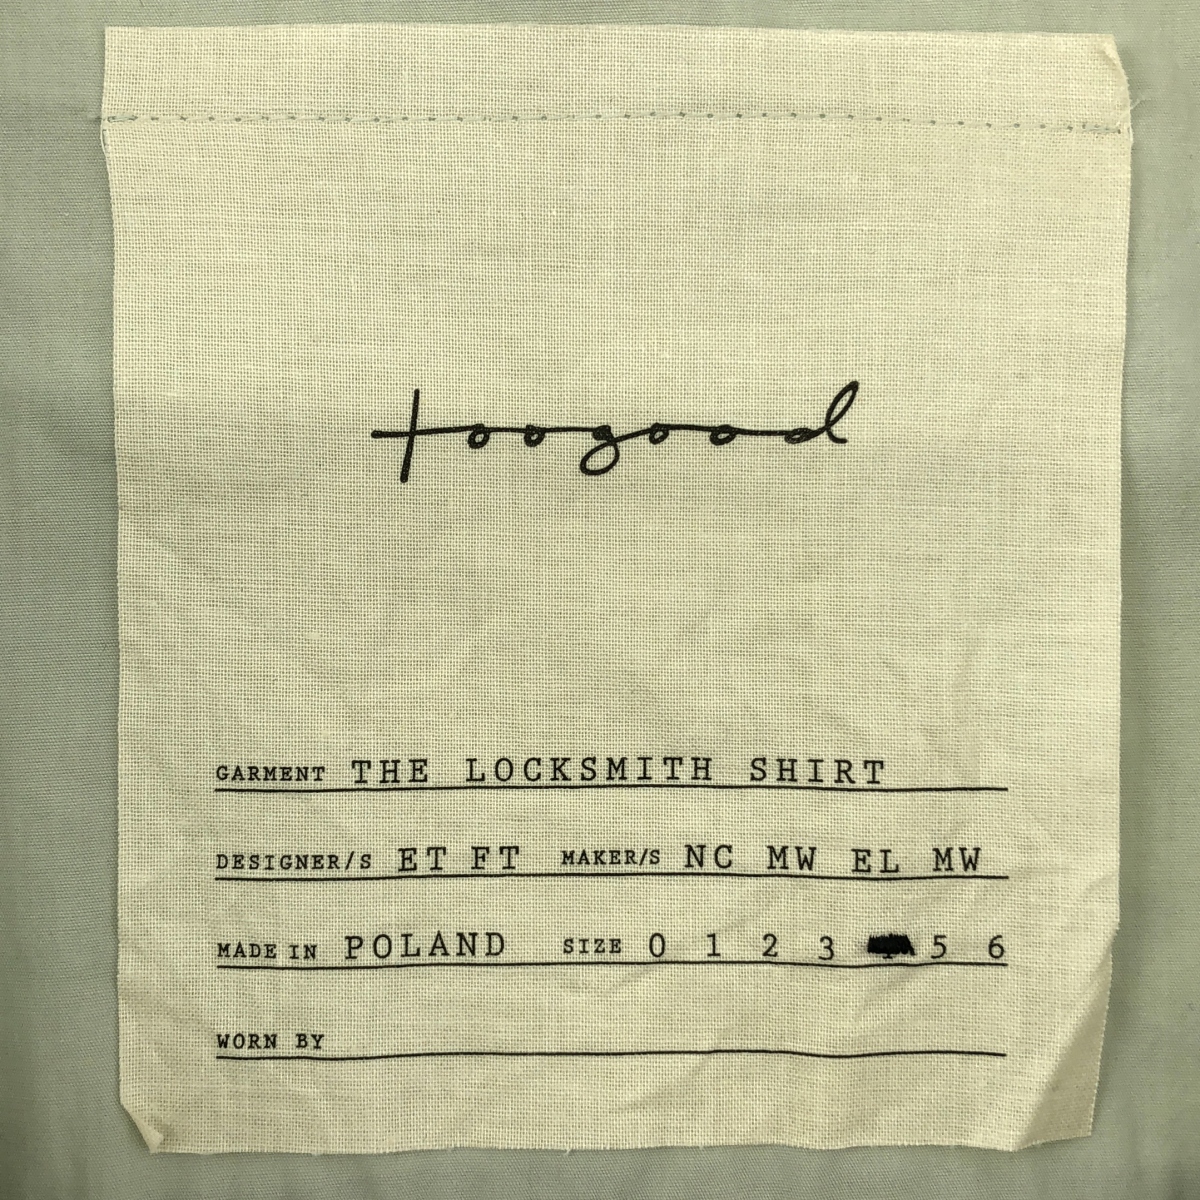 toogood
GARMENT THE LOCKSMITH SHIRT
DESIGNER/S ET FT MAKER/S NC MW EL MW
MADE IN POLAND SIZE 0 1 2 3 5 6
WORN BY